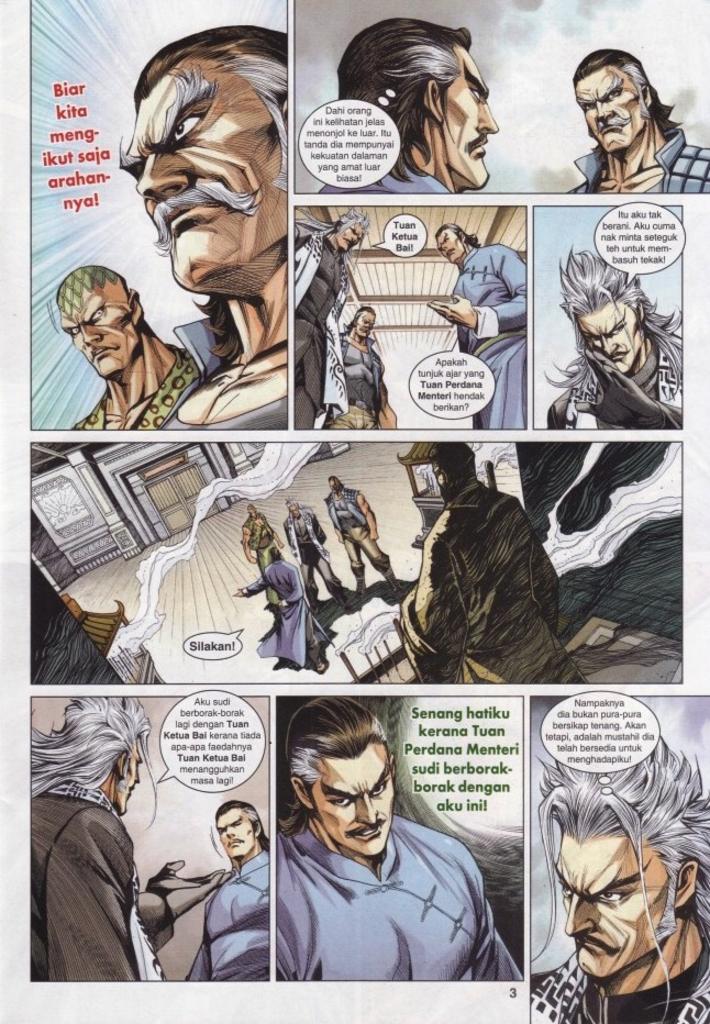 Biar
kita
meng-
ikut saja
arahan-
nya!
Dahi orang
ini kelihatan jelas
menonjol ke luar. Itu
tanda dia mempunyai
kekuatan dalaman
yang amat luar
biasa!
Tuan
Ketua
Bai!
Apakah
tunjuk ajar yang
Tuan Perdana
Menteri hendak
berikan?
Itu aku tak
berani. Aku cuma
nak minta seteguk
teh untuk mem-
basuh tekak!
Silakan!
Aku sudi
berborak-borak
lagi dengan Tuan
Ketua Bai kerana tiada
apa-apa faedahnya
Tuan Ketua Bai
menangguhkan
masa lagi!
Senang hatiku
kerana Tuan
Perdana Menteri
sudi berborak-
borak dengan
aku ini!
Nampaknya
dia bukan pura-pura
bersikap tenang. Akan
tetapi, adalah mustahil dia
telah bersedia untuk
menghadapiku!
3